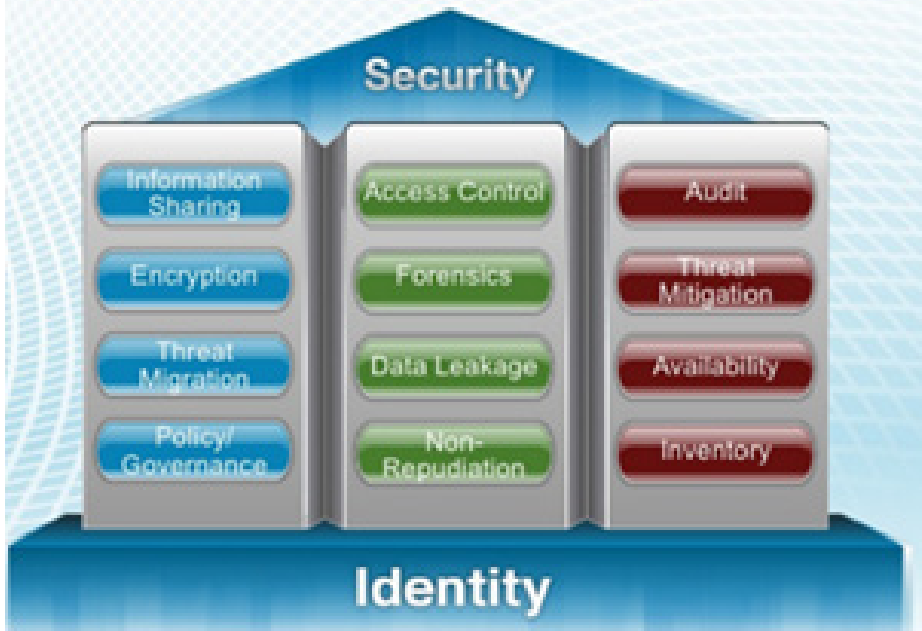 Security
Information
Sharing
Encryption
Threat
Migration
Policy/
Governance
Access Control
Forensics
Data Leakage
Non-
Repudiation
Audit
Threat
Mitigation
Availability
Inventory
Identity